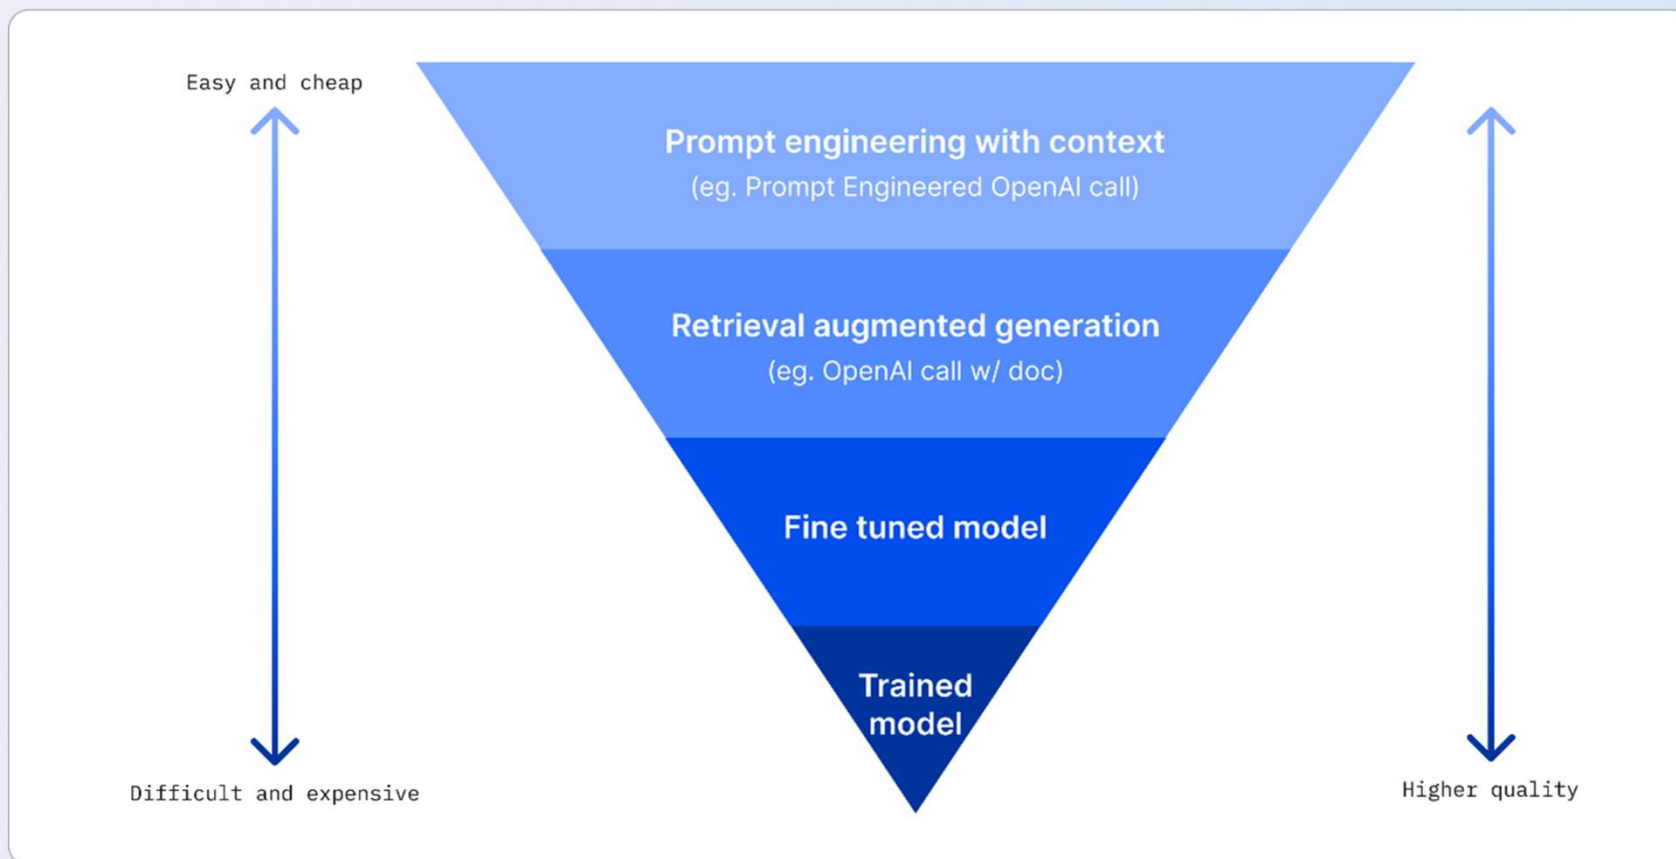 Easy and cheap
Prompt engineering with context
(eg. Prompt Engineered OpenAI call)
Retrieval augmented generation
(eg. OpenAI call w/ doc)
Fine tuned model
Trained
model
Difficult and expensive
Higher quality